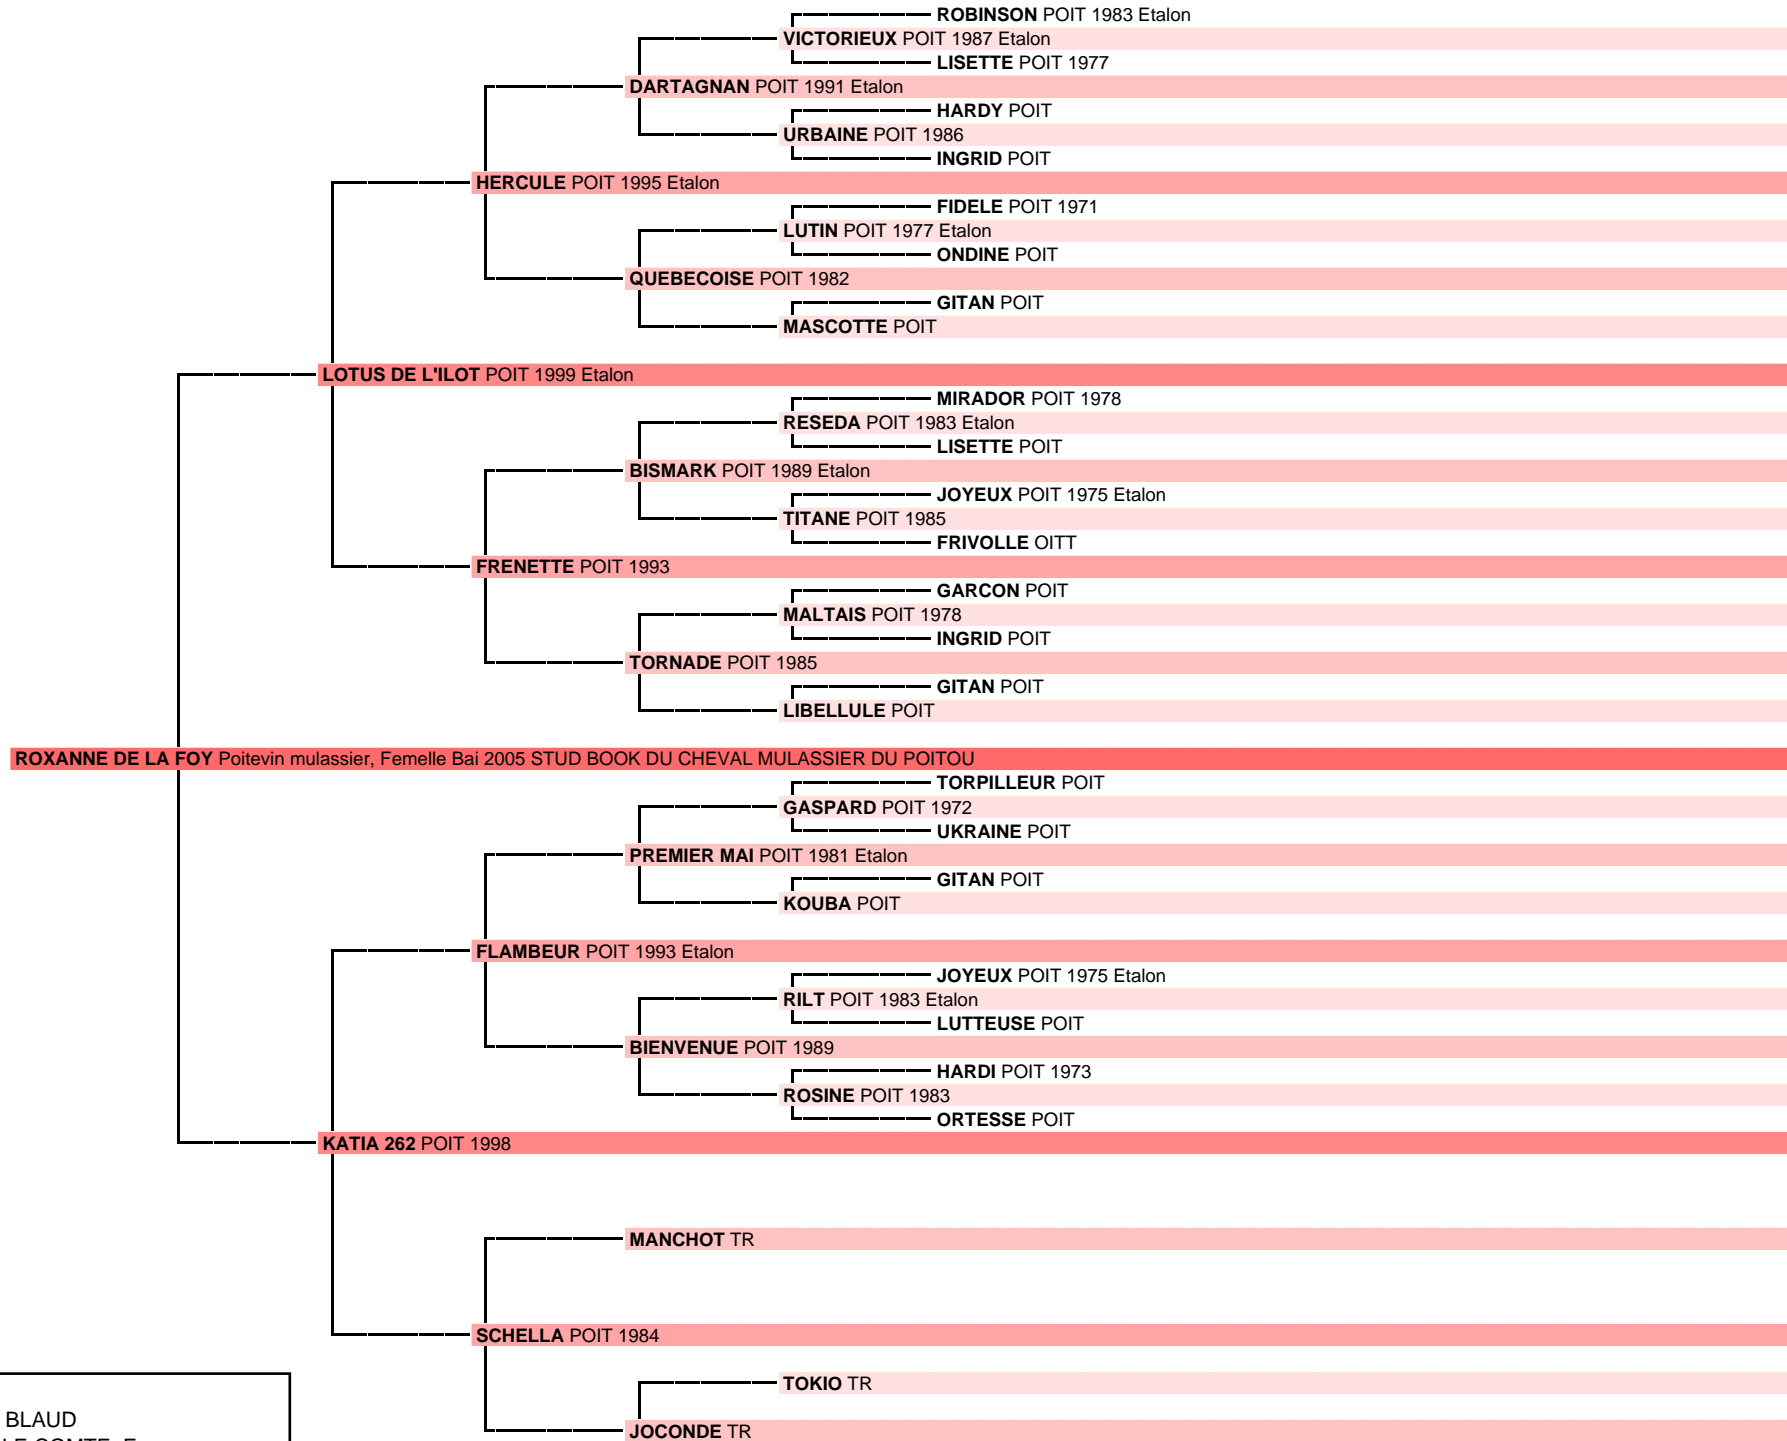 ROBINSON POIT 1983 Etalon
VICTORIEUX POIT 1987 Etalon
LISETTE POIT 1977
DARTAGNAN POIT 1991 Etalon
HARDY POIT
URBAINE POIT 1986
INGRID POIT
HERCULE POIT 1995 Etalon
FIDELE POIT 1971
LUTIN POIT 1977 Etalon
ONDINE POIT
QUEBECOISE POIT 1982
GITAN POIT
MASCOTTE POIT
LOTUS DE L'ILOT POIT 1999 Etalon
MIRADOR POIT 1978
RESEDA POIT 1983 Etalon
LISETTE POIT
BISMARK POIT 1989 Etalon
JOYEUX POIT 1975 Etalon
TITANE POIT 1985
FRIVOLLE OITT
FRENETTE POIT 1993
GARCON POIT
MALTAIS POIT 1978
INGRID POIT
TORNADE POIT 1985
GITAN POIT
LIBELLULE POIT
ROXANNE DE LA FOY Poitevin mulassier, Femelle Bai 2005 STUD BOOK DU CHEVAL MULASSIER DU POITOU
TORPILLEUR POIT
GASPARD POIT 1972
UKRAINE POIT
PREMIER MAI POIT 1981 Etalon
GITAN POIT
KOUBA POIT
FLAMBEUR POIT 1993 Etalon
JOYEUX POIT 1975 Etalon
RILT POIT 1983 Etalon
LUTTEUSE POIT
BIENVENUE POIT 1989
HARDI POIT 1973
ROSINE POIT 1983
ORTESSE POIT
KATIA 262 POIT 1998
MANCHOT TR
SCHELLA POIT 1984
TOKIO TR
BLAUD
JOCONDE TR